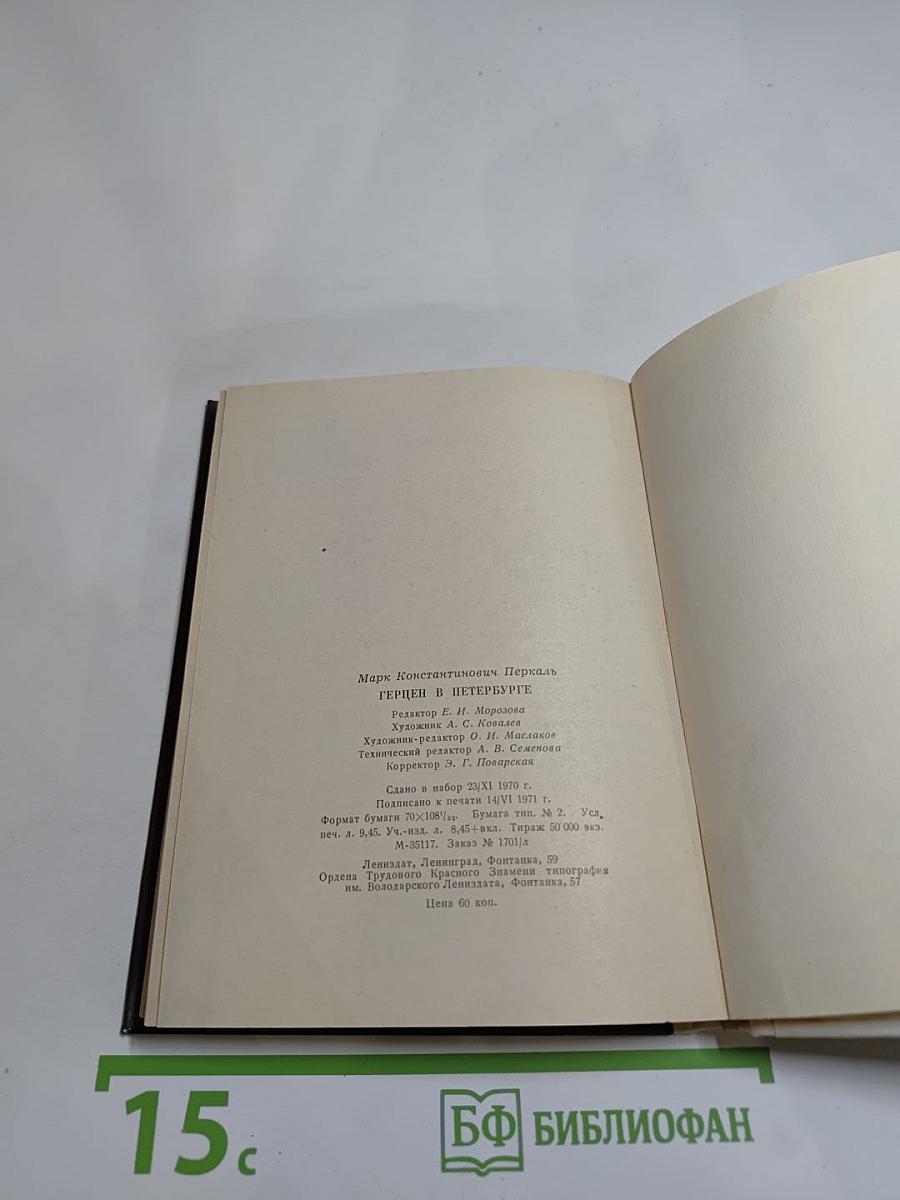 Марк Константинович Перкаль
ГЕРЦЕН В ПЕТЕРБУРГЕ
Редактор Е. И. Морозова
Художник А. С. Ковалев
Художник-редактор О. И. Маслаков
Технический редактор А. В. Семенова
Корректор Э. Г. Поварская
Сдано в набор 23/XI 1970 г.
Подписано к печати 14/VI 1971 г.
Формат бумаги 70×108¹/₃₂. Бумага тип. № 2. Усл.
печ. л. 9,45. Уч.-изд. л. 8,45+вкл. Тираж 50 000 экз.
М-35117. Заказ № 1701/л
Лениздат, Ленинград, Фонтанка, 59
Ордена Трудового Красного Знамени типография
им. Володарского Лениздата, Фонтанка, 57
Цена 60 коп.
15 с
БФ БИБЛИОФАН